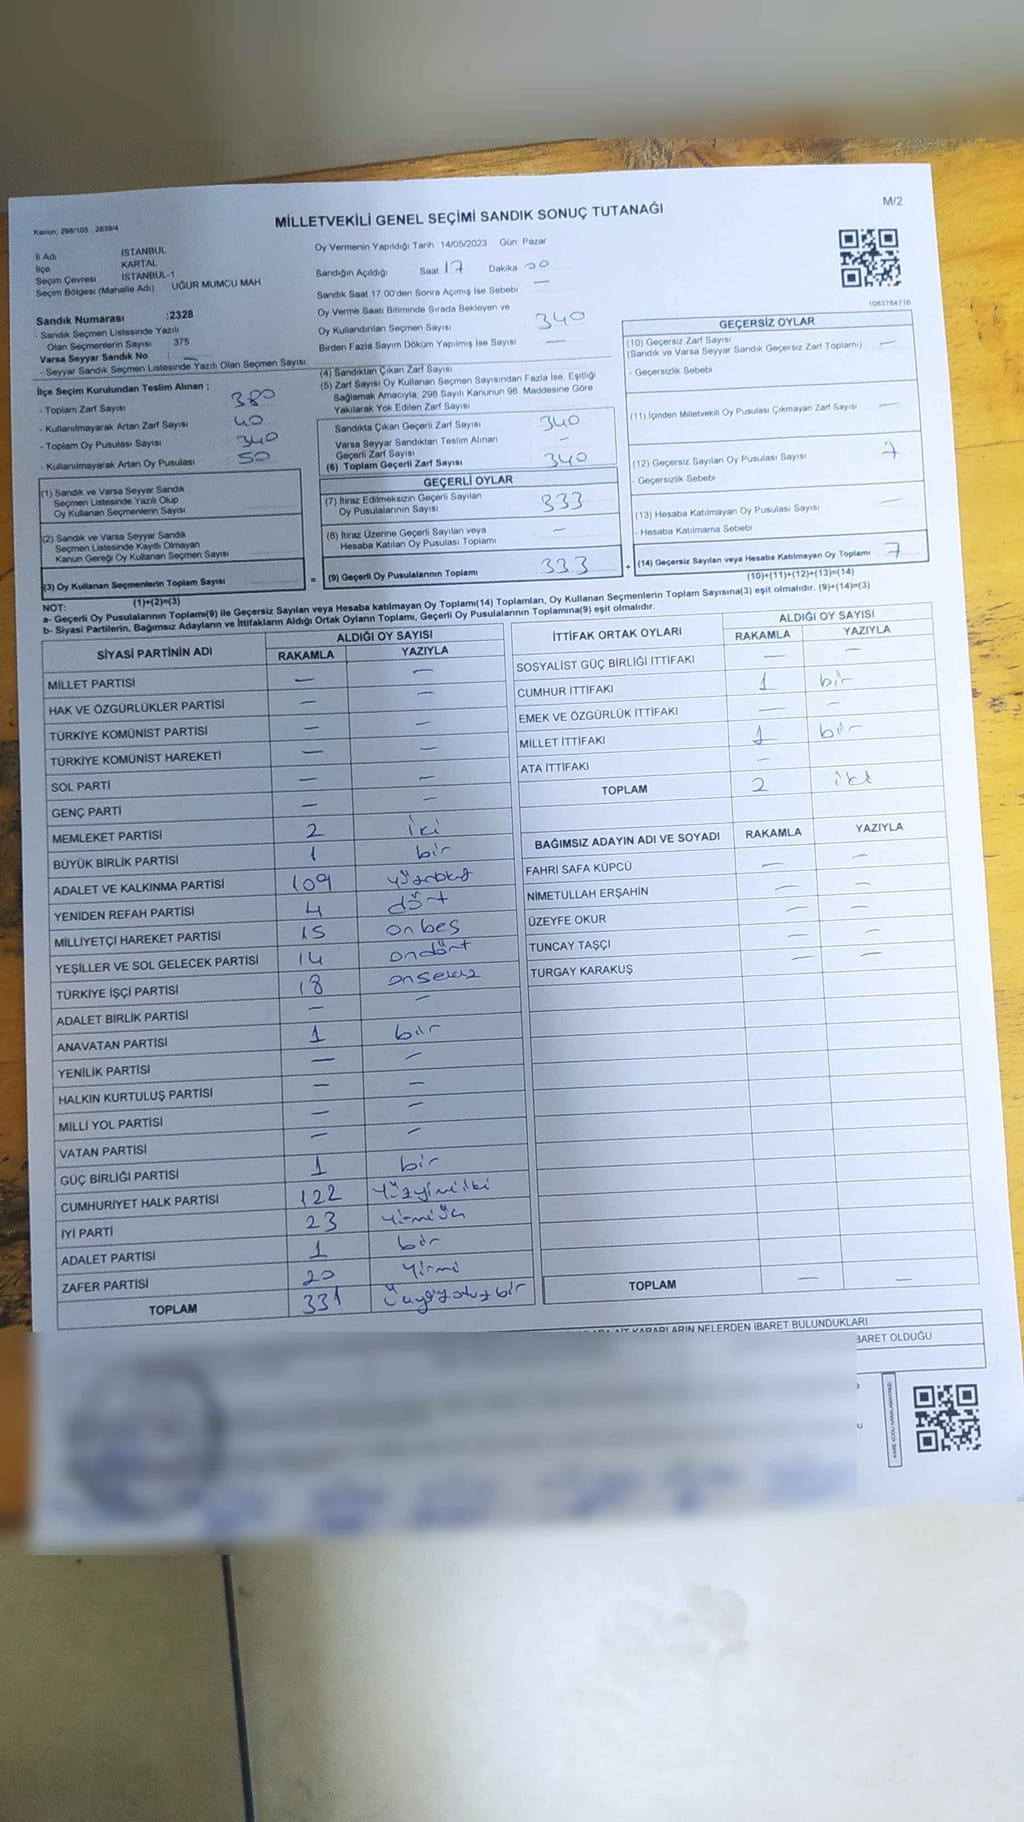 M/2
MİLLETVEKİLİ GENEL SEÇİMİ SANDIK SONUÇ TUTANAĞI
Kanun: 298/105 , 2839/4
İl Adı : İSTANBUL
İlçe : KARTAL
Seçim Çevresi : İSTANBUL-1
Seçim Bölgesi (Mahalle Adı) UĞUR MUMCU MAH
Sandık Numarası :2328
- Sandık Seçmen Listesinde Yazılı
Olan Seçmenlerin Sayısı 375
Varsa Seyyar Sandık No : —
- Seyyar Sandık Seçmen Listesinde Yazılı Olan Seçmen Sayısı
İlçe Seçim Kurulundan Teslim Alınan ;
- Toplam Zarf Sayısı 380
- Kullanılmayarak Artan Zarf Sayısı 40
- Toplam Oy Pusulası Sayısı 340
- Kullanılmayarak Artan Oy Pusulası 50
(1) Sandık ve Varsa Seyyar Sandık
Seçmen Listesinde Yazılı Olup
Oy Kullanan Seçmenlerin Sayısı
(2) Sandık ve Varsa Seyyar Sandık
Seçmen Listesinde Kayıtlı Olmayan
Kanun Gereği Oy Kullanan Seçmen Sayısı
(3) Oy Kullanan Seçmenlerin Toplam Sayısı =
(1)+(2)=(3)
Oy Vermenin Yapıldığı Tarih 14/05/2023 Gün Pazar
Sandığın Açıldığı Saat 17 Dakika 00
Sandık Saat 17:00'den Sonra Açımış İse Sebebi —
Oy Verme Saati Bitiminde Sırada Bekleyen ve
Oy Kullandırılan Seçmen Sayısı 340
Birden Fazla Sayım Döküm Yapılmış İse Sayısı —
(4) Sandıktan Çıkan Zarf Sayısı
(5) Zarf Sayısı Oy Kullanan Seçmen Sayısından Fazla İse, Eşitliği
Bağlamak Amacıyla, 298 Sayılı Kanunun 98. Maddesine Göre
Yakılarak Yok Edilen Zarf Sayısı
Sandıkta Çıkan Geçerli Zarf Sayısı 340
Varsa Seyyar Sandıktan Teslim Alınan
Geçerli Zarf Sayısı —
(6) Toplam Geçerli Zarf Sayısı 340
GEÇERLİ OYLAR
(7) İtiraz Edilmeksizin Geçerli Sayılan
Oy Pusulalarının Sayısı 333
(8) İtiraz Üzerine Geçerli Sayılan veya
Hesaba Katılan Oy Pusulası Toplamı —
(9) Geçerli Oy Pusulalarının Toplamı 333 +
1083784716
GEÇERSİZ OYLAR
(10) Geçersiz Zarf Sayısı —
(Sandık ve Varsa Seyyar Sandık Geçersiz Zarf Toplamı)
- Geçersizlik Sebebi
(11) İçinden Milletvekili Oy Pusulası Çıkmayan Zarf Sayısı —
(12) Geçersiz Sayılan Oy Pusulası Sayısı 7
- Geçersizlik Sebebi
(13) Hesaba Katılmayan Oy Pusulası Sayısı —
- Hesaba Katılmama Sebebi
(14) Geçersiz Sayılan veya Hesaba Katılmayan Oy Toplamı 7
(10)+(11)+(12)+(13)=(14)
NOT:
a- Geçerli Oy Pusulalarının Toplamı(9) ile Geçersiz Sayılan veya Hesaba katılmayan Oy Toplamı(14) Toplamları, Oy Kullanan Seçmenlerin Toplam Sayısına(3) eşit olmalıdır. (9)+(14)=(3)
b- Siyasi Partilerin, Bağımsız Adayların ve İttifakların Aldığı Ortak Oyların Toplamı, Geçerli Oy Pusulalarının Toplamına(9) eşit olmalıdır.
SİYASİ PARTİNİN ADI ALDIĞI OY SAYISI
RAKAMLA YAZIYLA
MİLLET PARTİSİ — —
HAK VE ÖZGÜRLÜKLER PARTİSİ — —
TÜRKİYE KOMÜNİST PARTİSİ — —
TÜRKİYE KOMÜNİST HAREKETİ — —
SOL PARTİ — —
GENÇ PARTİ — —
MEMLEKET PARTİSİ 2 iki
BÜYÜK BİRLİK PARTİSİ 1 bir
ADALET VE KALKINMA PARTİSİ 109
YENİDEN REFAH PARTİSİ 4 dört
MİLLİYETÇİ HAREKET PARTİSİ 15 onbeş
YEŞİLLER VE SOL GELECEK PARTİSİ 14 ondört
TÜRKİYE İŞÇİ PARTİSİ 18 onsekiz
ADALET BİRLİK PARTİSİ — —
ANAVATAN PARTİSİ 1 bir
YENİLİK PARTİSİ — —
HALKIN KURTULUŞ PARTİSİ — —
MİLLİ YOL PARTİSİ — —
VATAN PARTİSİ — —
GÜÇ BİRLİĞİ PARTİSİ 1 bir
CUMHURİYET HALK PARTİSİ 122 yüzyirmiiki
İYİ PARTİ 23 yirmiüç
ADALET PARTİSİ 1 bir
ZAFER PARTİSİ 20 yirmi
TOPLAM 331 üçyüzotuzbir
İTTİFAK ORTAK OYLARI ALDIĞI OY SAYISI
RAKAMLA YAZIYLA
SOSYALİST GÜÇ BİRLİĞİ İTTİFAKI — —
CUMHUR İTTİFAKI 1 bir
EMEK VE ÖZGÜRLÜK İTTİFAKI — —
MİLLET İTTİFAKI 1 bir
ATA İTTİFAKI —
TOPLAM 2 iki
BAĞIMSIZ ADAYIN ADI VE SOYADI RAKAMLA YAZIYLA
FAHRİ SAFA KÜPCÜ — —
NİMETULLAH ERŞAHİN — —
ÜZEYFE OKUR — —
TUNCAY TAŞÇI — —
TURGAY KARAKUŞ — —
TOPLAM — —
KARARLARIN NELERDEN İBARET BULUNDUKLARI
BARET OLDUĞU